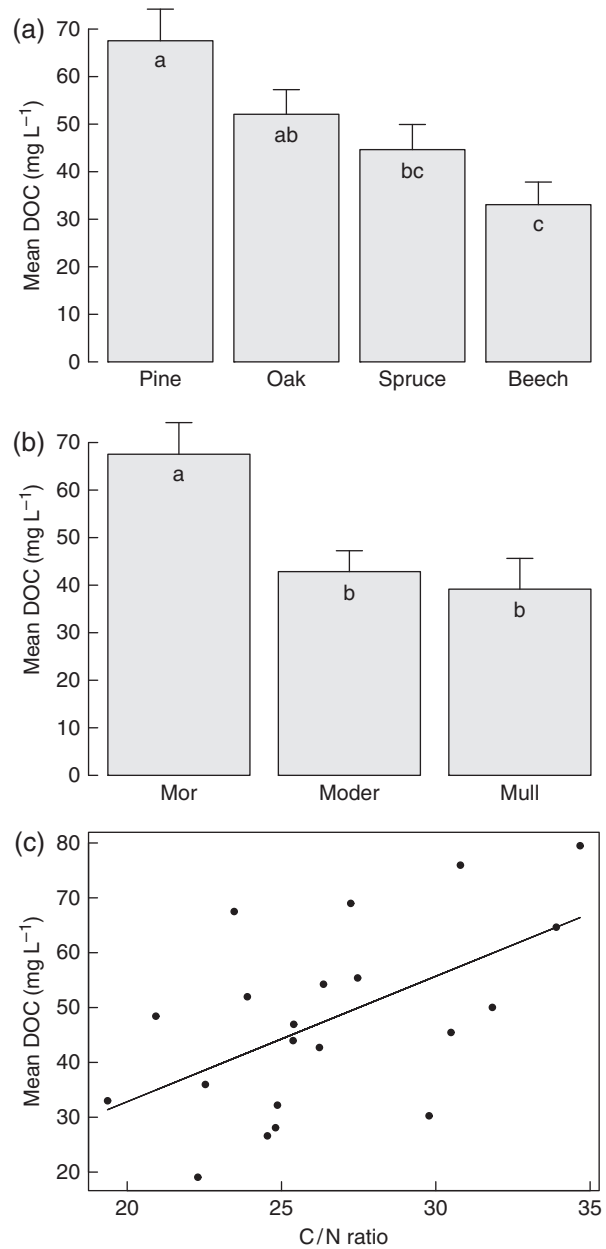 (a)
Mean DOC (mg L⁻¹)
70
60
50
40
30
20
10
0
a
ab
bc
c
Pine Oak Spruce Beech
(b)
Mean DOC (mg L⁻¹)
70
60
50
40
30
20
10
0
a
b
b
Mor Moder Mull
(c)
Mean DOC (mg L⁻¹)
80
70
60
50
40
30
20
20 25 30 35
C/N ratio